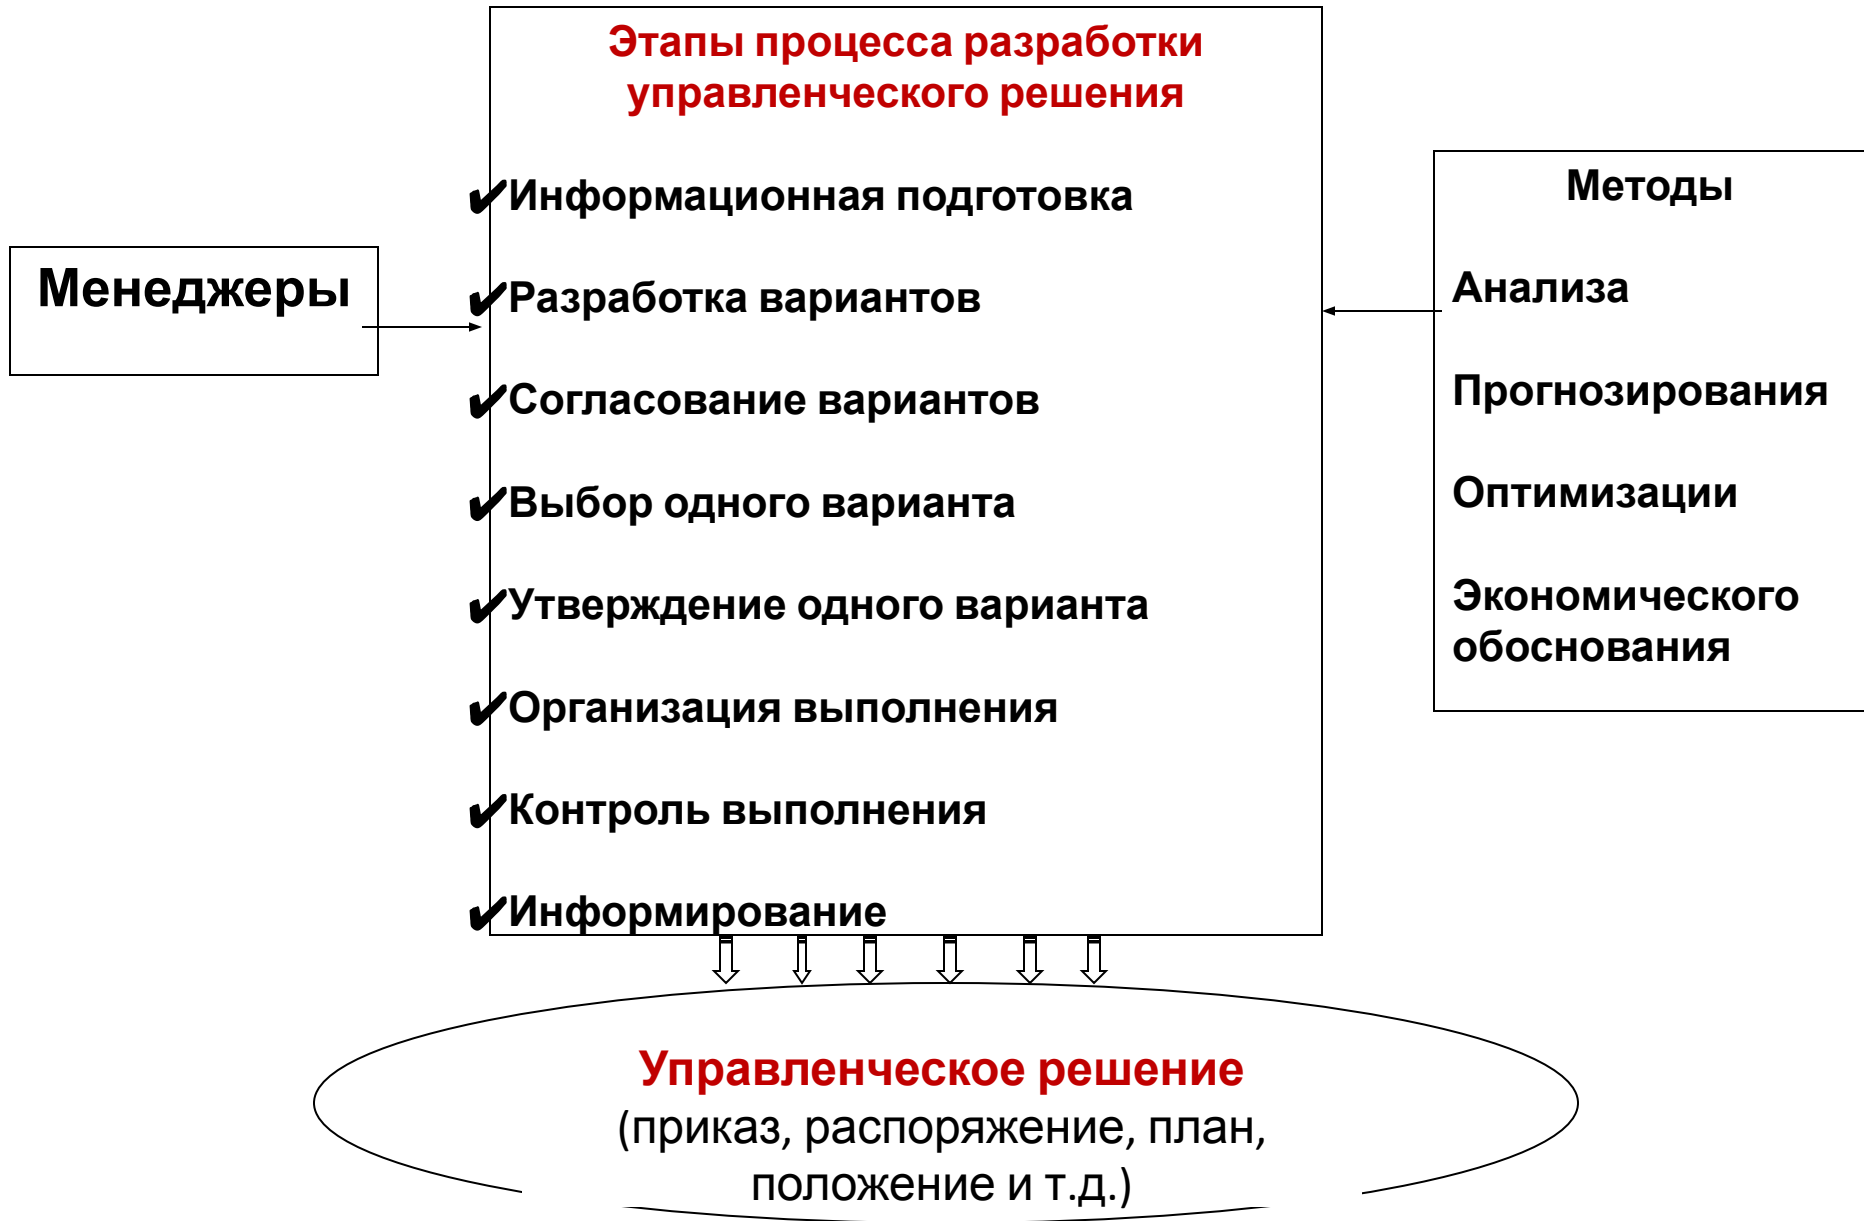 Этапы процесса разработки
управленческого решения
✔Информационная подготовка
✔Разработка вариантов
✔Согласование вариантов
✔Выбор одного варианта
✔Утверждение одного варианта
✔Организация выполнения
✔Контроль выполнения
✔Информирование
Менеджеры
Методы
Анализа
Прогнозирования
Оптимизации
Экономического
обоснования
Управленческое решение
(приказ, распоряжение, план,
положение и т.д.)